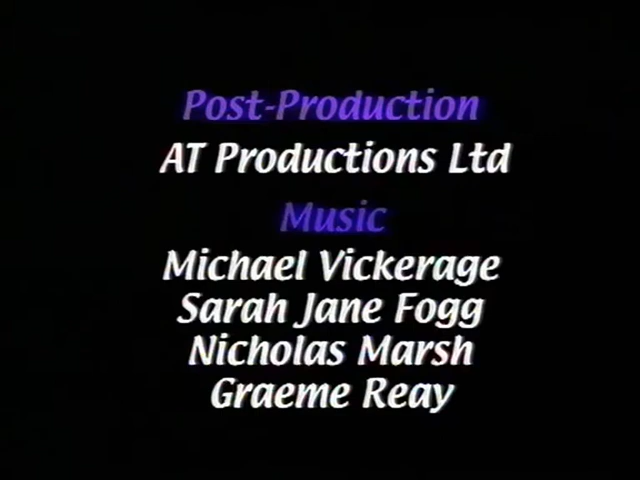 Post-Production
AT Productions Ltd
Music
Michael Vickerage
Sarah Jane Fogg
Nicholas Marsh
Graeme Reay